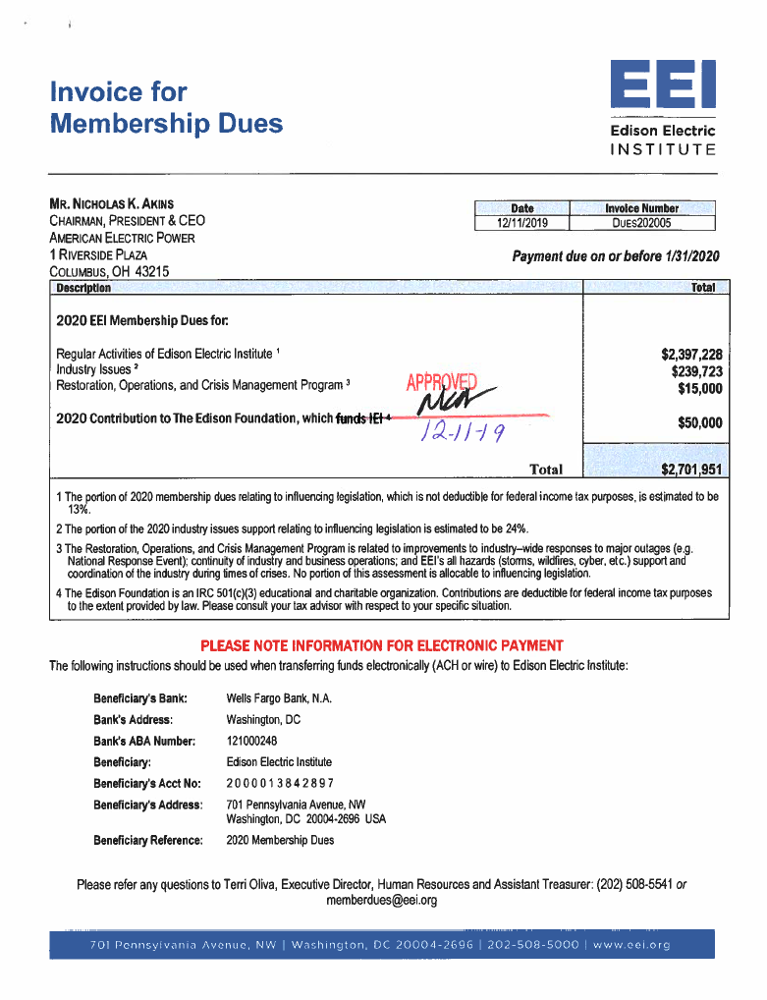 Invoice for
Membership Dues
EEI
Edison Electric
INSTITUTE
MR. NICHOLAS K. AKINS
CHAIRMAN, PRESIDENT & CEO
AMERICAN ELECTRIC POWER
1 RIVERSIDE PLAZA
COLUMBUS, OH 43215
Date Invoice Number
12/11/2019 DUES202005
Payment due on or before 1/31/2020
Description Total
2020 EEI Membership Dues for:
Regular Activities of Edison Electric Institute 1 $2,397,228
Industry Issues 2 $239,723
Restoration, Operations, and Crisis Management Program 3 $15,000
APPROVED
2020 Contribution to The Edison Foundation, which funds IEI 4 $50,000
12-11-19
Total $2,701,951
1 The portion of 2020 membership dues relating to influencing legislation, which is not deductible for federal income tax purposes, is estimated to be
13%.
2 The portion of the 2020 industry issues support relating to influencing legislation is estimated to be 24%.
3 The Restoration, Operations, and Crisis Management Program is related to improvements to industry–wide responses to major outages (e.g.
National Response Event); continuity of industry and business operations; and EEI's all hazards (storms, wildfires, cyber, etc.) support and
coordination of the industry during times of crises. No portion of this assessment is allocable to influencing legislation.
4 The Edison Foundation is an IRC 501(c)(3) educational and charitable organization. Contributions are deductible for federal income tax purposes
to the extent provided by law. Please consult your tax advisor with respect to your specific situation.
PLEASE NOTE INFORMATION FOR ELECTRONIC PAYMENT
The following instructions should be used when transferring funds electronically (ACH or wire) to Edison Electric Institute:
Beneficiary's Bank: Wells Fargo Bank, N.A.
Bank's Address: Washington, DC
Bank's ABA Number: 121000248
Beneficiary: Edison Electric Institute
Beneficiary's Acct No: 2000013842897
Beneficiary's Address: 701 Pennsylvania Avenue, NW
Washington, DC 20004-2696 USA
Beneficiary Reference: 2020 Membership Dues
Please refer any questions to Terri Oliva, Executive Director, Human Resources and Assistant Treasurer: (202) 508-5541 or
memberdues@eei.org
701 Pennsylvania Avenue, NW | Washington, DC 20004-2696 | 202-508-5000 | www.eei.org